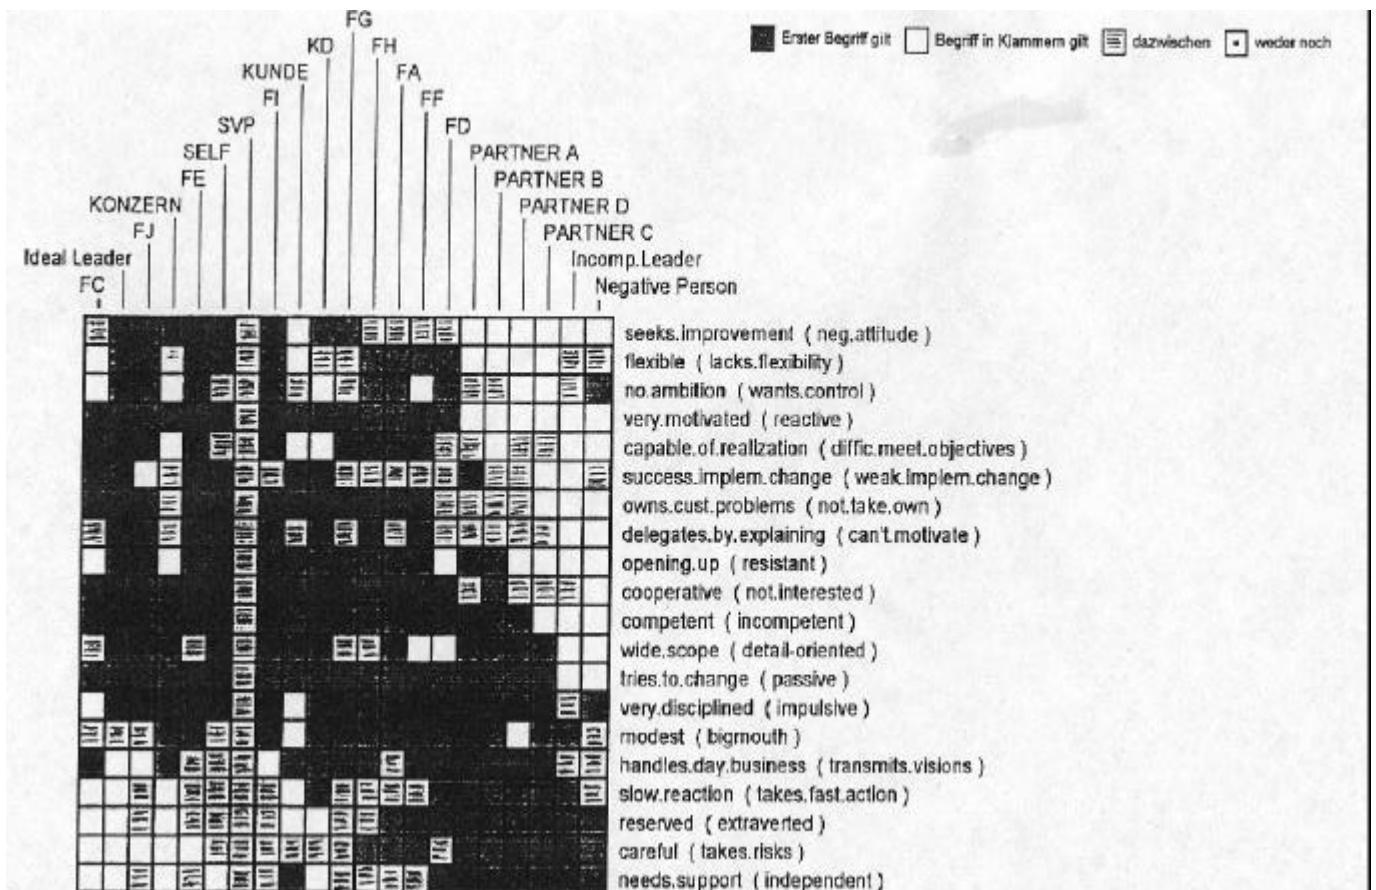 FG
Erster Begriff gilt Begriff in Klammern gilt dazwischen weder noch
KD FH
KUNDE FA
FI FF
SVP FD
SELF PARTNER A
FE PARTNER B
KONZERN PARTNER D
FJ PARTNER C
Ideal Leader Incomp.Leader
FC Negative Person
seeks.improvement ( neg.attitude )
flexible ( lacks.flexibility )
no.ambition ( wants.control )
very.motivated ( reactive )
capable.of.realization ( diffic.meet.objectives )
success.implem.change ( weak.implem.change )
owns.cust.problems ( not.take.own )
delegates.by.explaining ( can't.motivate )
opening.up ( resistant )
cooperative ( not.interested )
competent ( incompetent )
wide.scope ( detail-oriented )
tries.to.change ( passive )
very.disciplined ( impulsive )
modest ( bigmouth )
handles.day.business ( transmits.visions )
slow.reaction ( takes.fast.action )
reserved ( extraverted )
careful ( takes.risks )
needs.support ( independent )